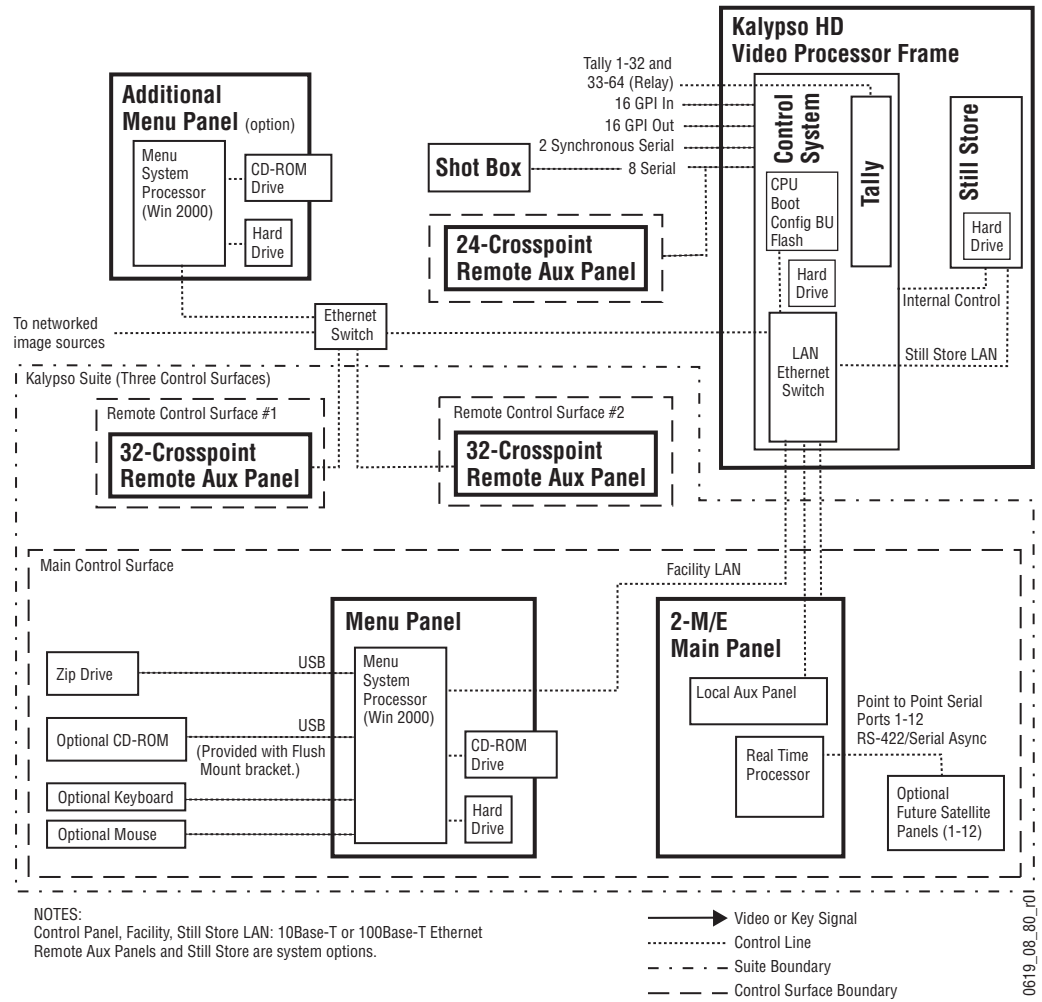 Kalypso HD
Video Processor Frame
Tally 1-32 and
33-64 (Relay)
16 GPI In
16 GPI Out
2 Synchronous Serial
8 Serial
Control
System
Tally
Still Store
CPU
Boot
Config BU
Flash
Hard
Drive
Hard
Drive
Internal Control
LAN
Ethernet
Switch
Still Store LAN
Additional
Menu Panel (option)
Menu
System
Processor
(Win 2000)
CD-ROM
Drive
Hard
Drive
Shot Box
24-Crosspoint
Remote Aux Panel
To networked
image sources
Ethernet
Switch
Kalypso Suite (Three Control Surfaces)
Remote Control Surface #1
32-Crosspoint
Remote Aux Panel
Remote Control Surface #2
32-Crosspoint
Remote Aux Panel
Main Control Surface
Facility LAN
Menu Panel
Menu
System
Processor
(Win 2000)
CD-ROM
Drive
Hard
Drive
Zip Drive
USB
Optional CD-ROM
USB
(Provided with Flush
Mount bracket.)
Optional Keyboard
Optional Mouse
2-M/E
Main Panel
Local Aux Panel
Real Time
Processor
Point to Point Serial
Ports 1-12
RS-422/Serial Async
Optional
Future Satellite
Panels (1-12)
NOTES:
Control Panel, Facility, Still Store LAN: 10Base-T or 100Base-T Ethernet
Remote Aux Panels and Still Store are system options.
Video or Key Signal
Control Line
Suite Boundary
Control Surface Boundary
0619_08_80_r0